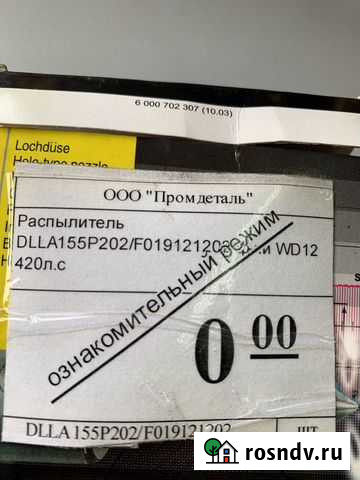 6 000 702 307 (10.03)
Lochdüse
Hole-type nozzle
ООО "Промдеталь"
Распылитель
DLLA155P202/F019121202 WD12
420л.с
ознакомительный режим
0 00
DLLA155P202/F019121202 шт
rosndv.ru